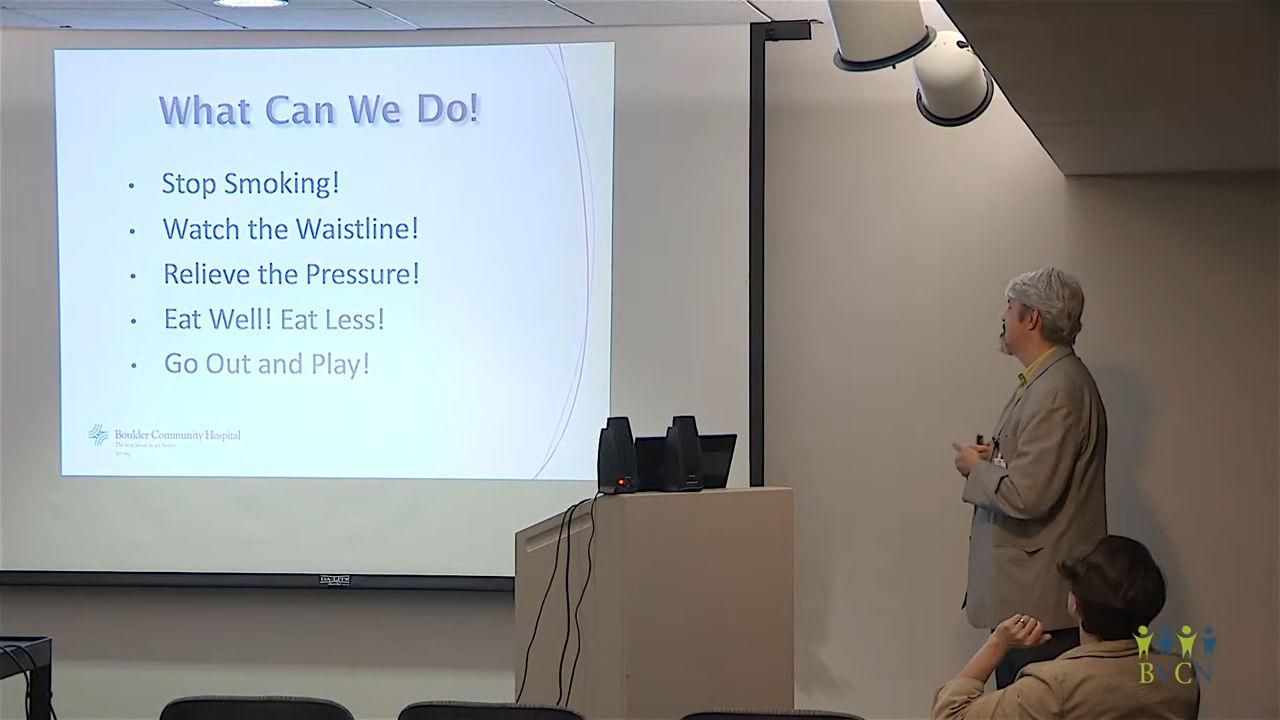 What Can We Do!
• Stop Smoking!
• Watch the Waistline!
• Relieve the Pressure!
• Eat Well! Eat Less!
• Go Out and Play!
Boulder Community Hospital
DA-LITE
BVCN